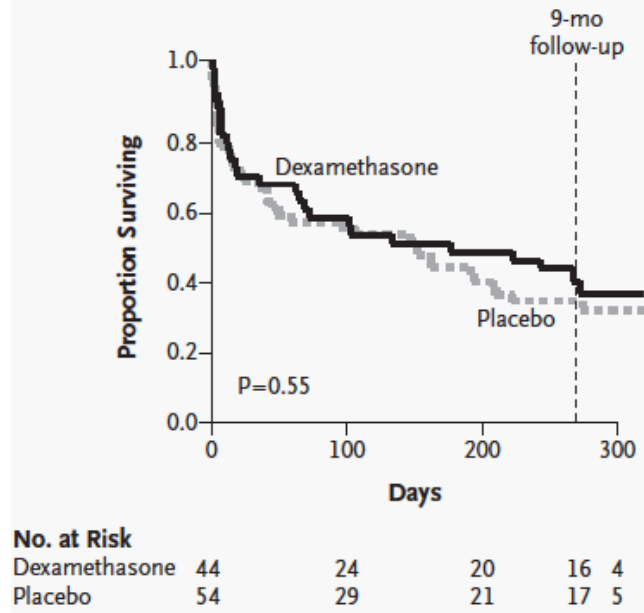 9-mo
follow-up
1.0
0.8
0.6
0.4
0.2
0.0
Proportion Surviving
Dexamethasone
Placebo
P=0.55
0 100 200 300
Days
No. at Risk
Dexamethasone 44 24 20 16 4
Placebo 54 29 21 17 5